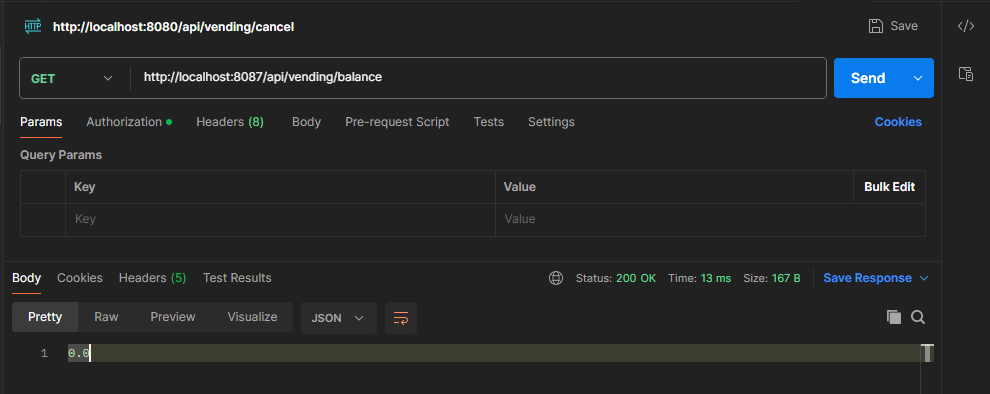 HTTP http://localhost:8080/api/vending/cancel Save
GET http://localhost:8087/api/vending/balance Send
Params Authorization Headers (8) Body Pre-request Script Tests Settings Cookies
Query Params
Key Value Bulk Edit
Key Value
Body Cookies Headers (5) Test Results Status: 200 OK Time: 13 ms Size: 167 B Save Response
Pretty Raw Preview Visualize JSON
1 0.0